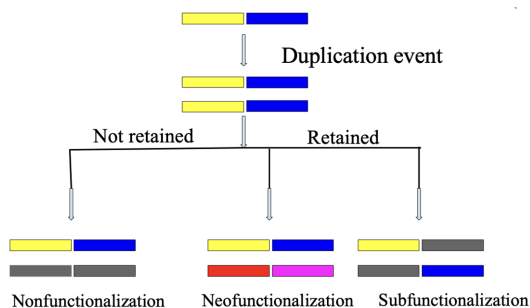 Duplication event
Not retained
Retained
Nonfunctionalization
Neofunctionalization
Subfunctionalization